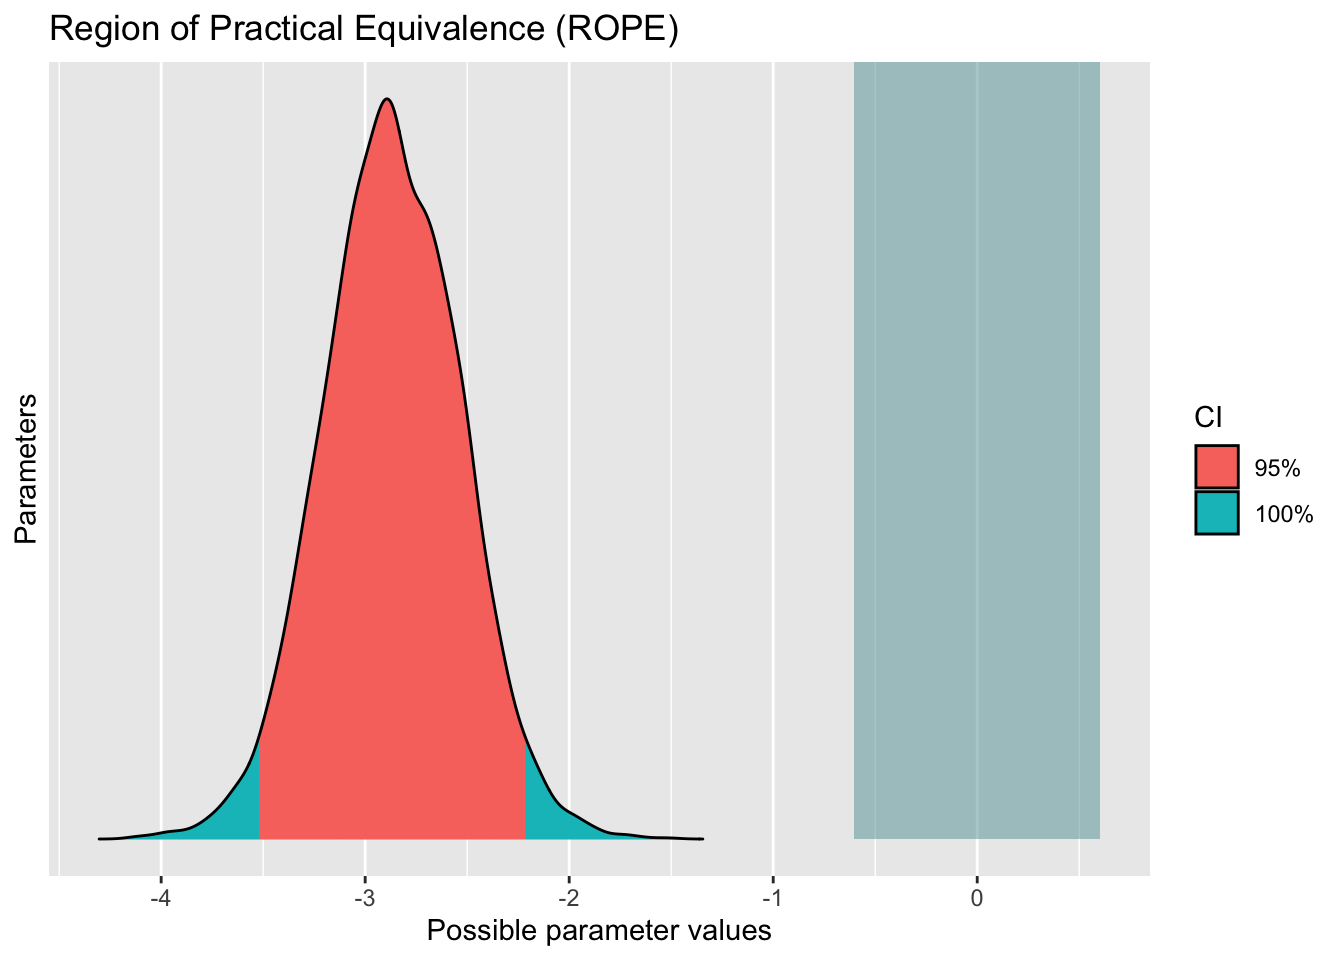 Region of Practical Equivalence (ROPE)
Parameters
-4
-3
-2
-1
0
Possible parameter values
CI
95%
100%